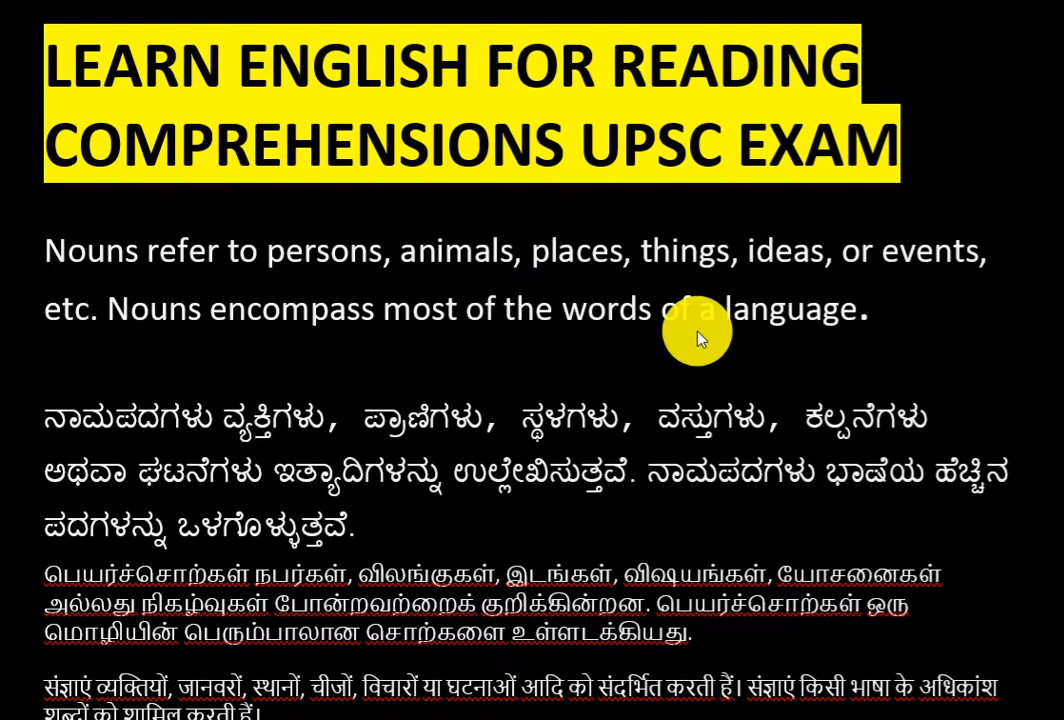 LEARN ENGLISH FOR READING
COMPREHENSIONS UPSC EXAM
Nouns refer to persons, animals, places, things, ideas, or events,
etc. Nouns encompass most of the words of a language.
ನಾಮಪದಗಳು ವ್ಯಕ್ತಿಗಳು, ಪ್ರಾಣಿಗಳು, ಸ್ಥಳಗಳು, ವಸ್ತುಗಳು, ಕಲ್ಪನೆಗಳು
ಅಥವಾ ಘಟನೆಗಳು ಇತ್ಯಾದಿಗಳನ್ನು ಉಲ್ಲೇಖಿಸುತ್ತವೆ. ನಾಮಪದಗಳು ಭಾಷೆಯ ಹೆಚ್ಚಿನ
ಪದಗಳನ್ನು ಒಳಗೊಳ್ಳುತ್ತವೆ.
பெயர்ச்சொற்கள் நபர்கள், விலங்குகள், இடங்கள், விஷயங்கள், யோசனைகள்
அல்லது நிகழ்வுகள் போன்றவற்றைக் குறிக்கின்றன. பெயர்ச்சொற்கள் ஒரு
மொழியின் பெரும்பாலான சொற்களை உள்ளடக்கியது.
संज्ञाएं व्यक्तियों, जानवरों, स्थानों, चीजों, विचारों या घटनाओं आदि को संदर्भित करती हैं। संज्ञाएं किसी भाषा के अधिकांश
शब्दों को शामिल करती हैं।